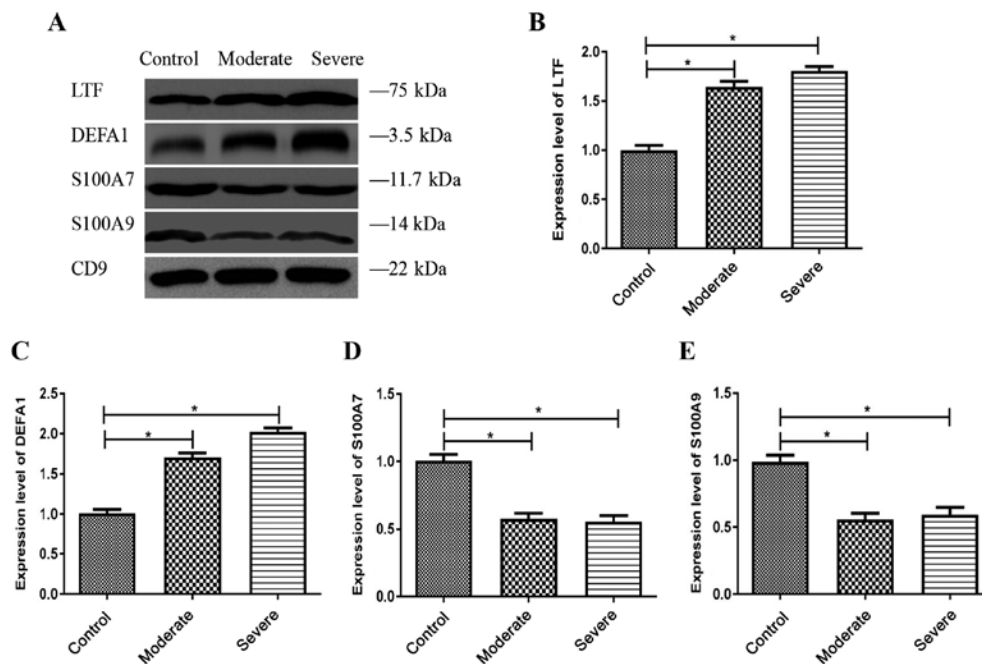 A
Control Moderate Severe
LTF —75 kDa
DEFA1 —3.5 kDa
S100A7 —11.7 kDa
S100A9 —14 kDa
CD9 —22 kDa
B
Expression level of LTF
2.0
1.5
1.0
0.5
0.0
* *
Control Moderate Severe
C
Expression level of DEFA1
2.5
2.0
1.5
1.0
0.5
0.0
* *
Control Moderate Severe
D
Expression level of S100A7
1.5
1.0
0.5
0.0
* *
Control Moderate Severe
E
Expression level of S100A9
1.5
1.0
0.5
0.0
* *
Control Moderate Severe